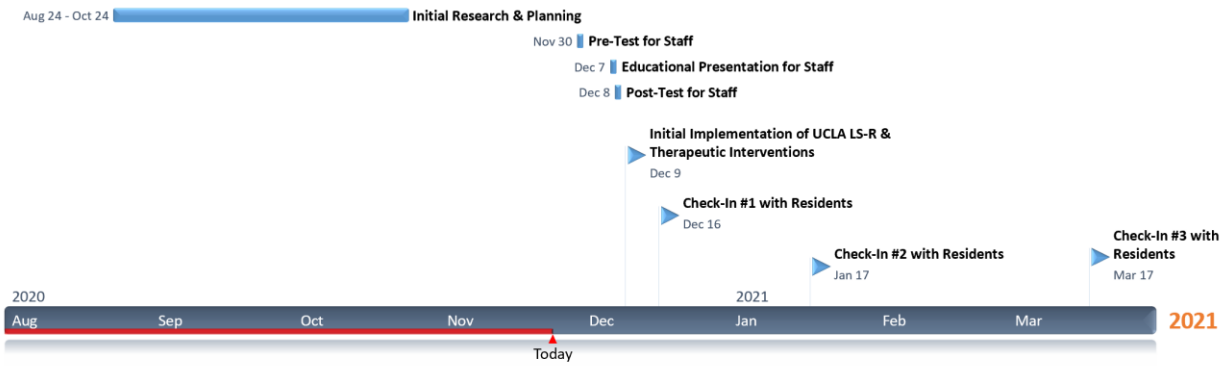 Aug 24 - Oct 24 Initial Research & Planning
Nov 30 Pre-Test for Staff
Dec 7 Educational Presentation for Staff
Dec 8 Post-Test for Staff
Initial Implementation of UCLA LS-R &
Therapeutic Interventions
Dec 9
Check-In #1 with Residents
Dec 16
Check-In #2 with Residents
Jan 17
Check-In #3 with
Residents
Mar 17
2020 2021
Aug Sep Oct Nov Dec Jan Feb Mar 2021
Today